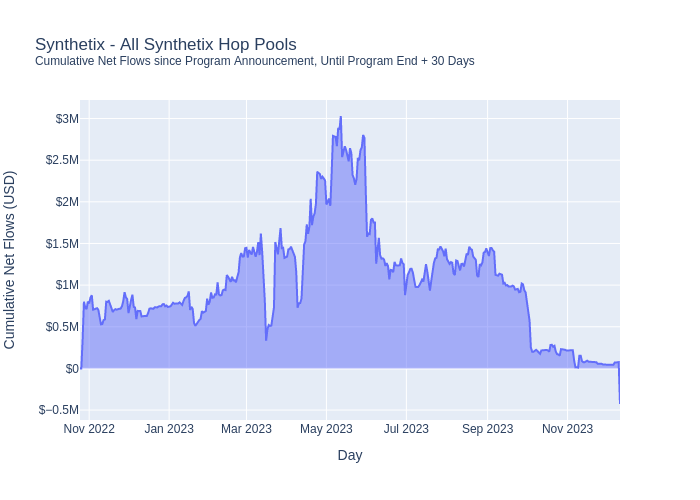 Synthetix - All Synthetix Hop Pools
Cumulative Net Flows since Program Announcement, Until Program End + 30 Days
Cumulative Net Flows (USD)
$3M
$2.5M
$2M
$1.5M
$1M
$0.5M
$0
$−0.5M
Nov 2022
Jan 2023
Mar 2023
May 2023
Jul 2023
Sep 2023
Nov 2023
Day